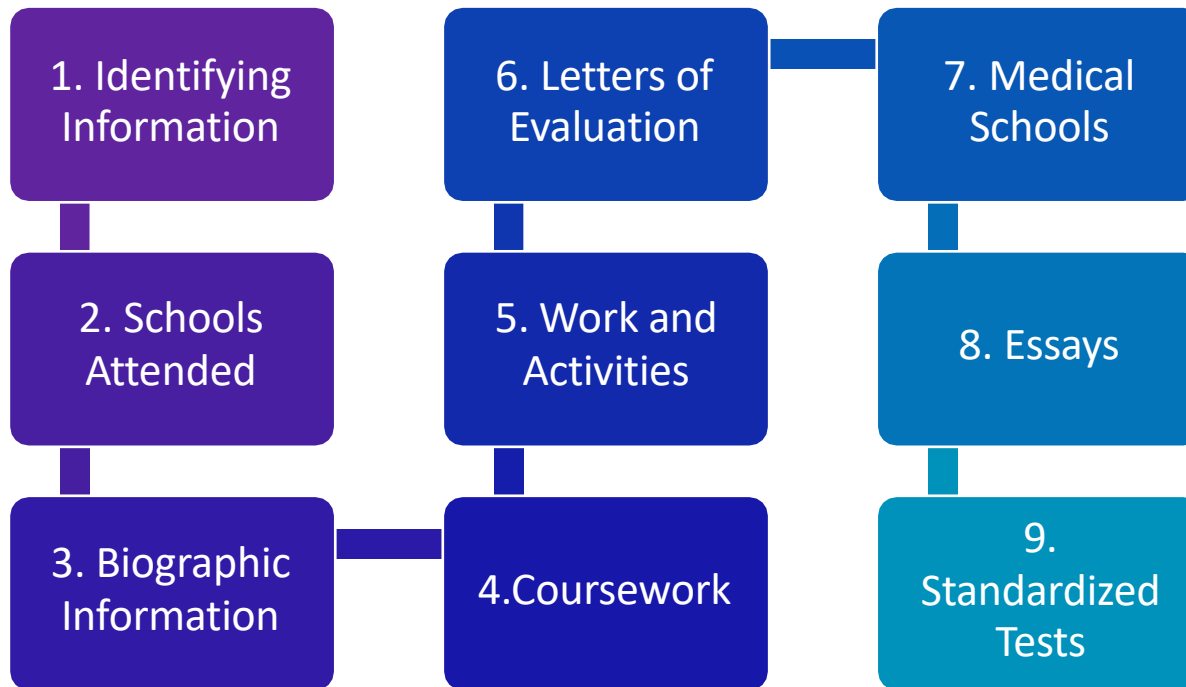 1. Identifying
Information
2. Schools
Attended
3. Biographic
Information
4.Coursework
5. Work and
Activities
6. Letters of
Evaluation
7. Medical
Schools
8. Essays
9.
Standardized
Tests